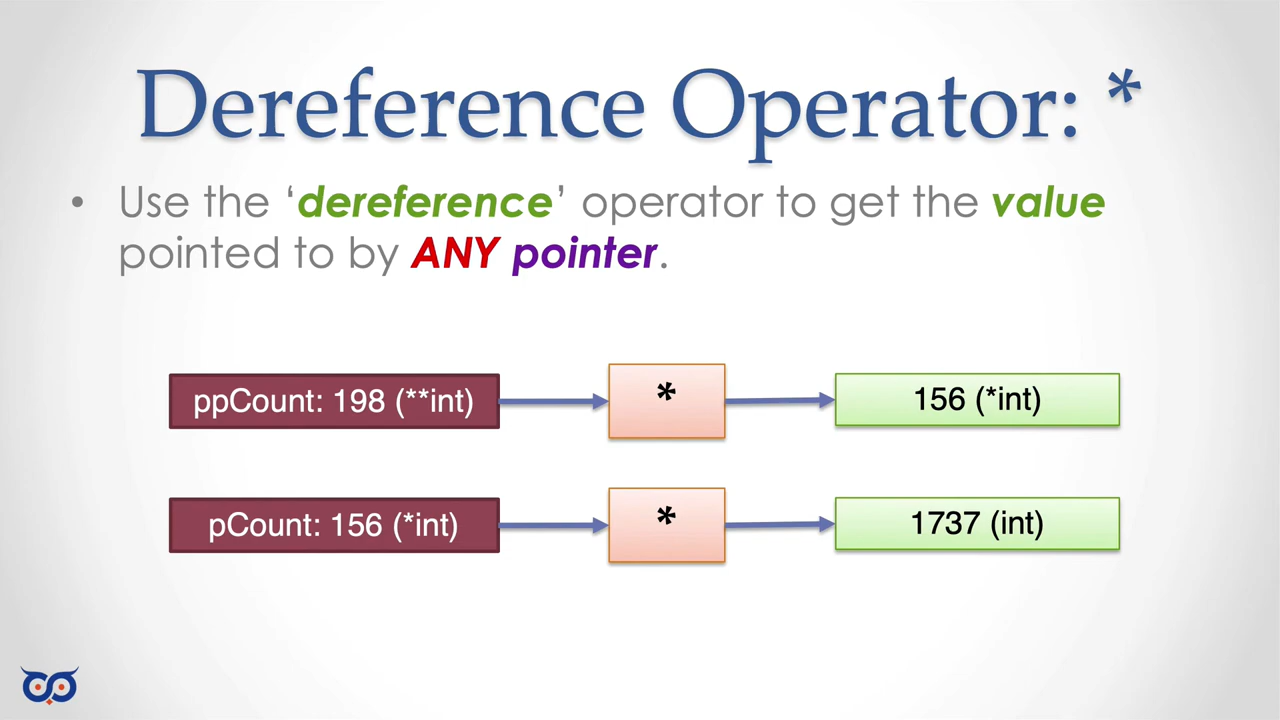 Dereference Operator: *
• Use the ‘dereference’ operator to get the value
pointed to by ANY pointer.
ppCount: 198 (**int)
*
156 (*int)
pCount: 156 (*int)
*
1737 (int)